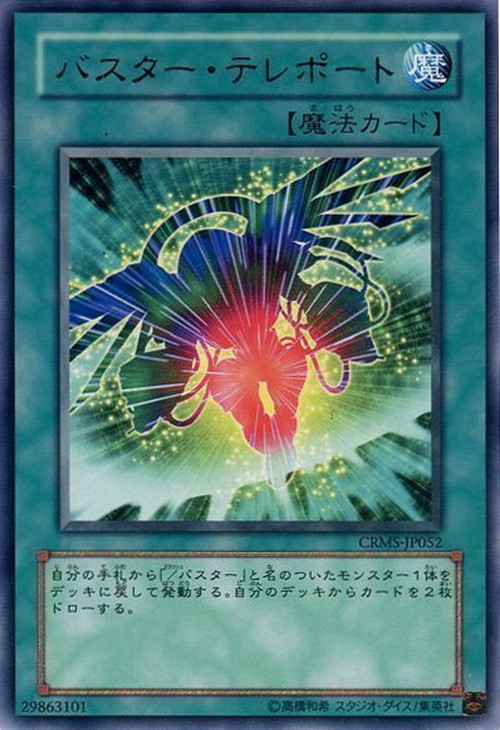 バスター・テレポート
魔
【魔法カード】
CRMS-JP052
自分の手札から「/バスター」と名のついたモンスター1体を
デッキに戻して発動する。自分のデッキからカードを2枚
ドローする。
29863101
©高橋和希 スタジオ・ダイス/集英社